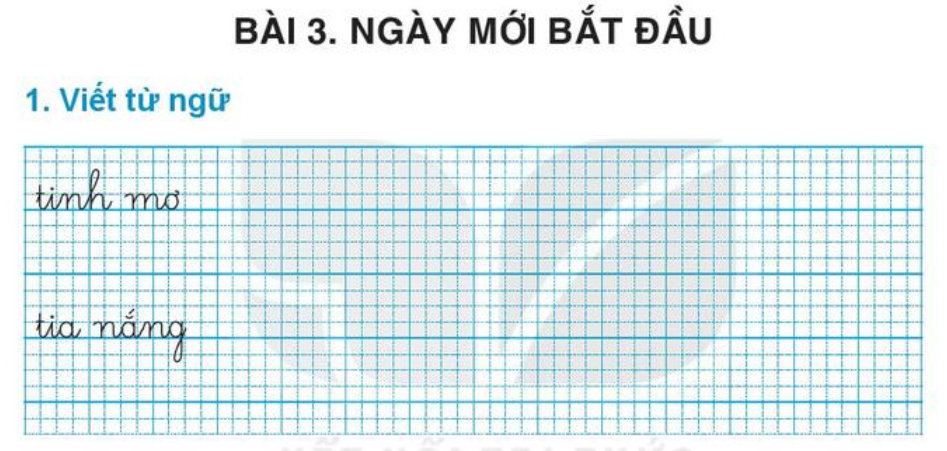 BÀI 3. NGÀY MỚI BẮT ĐẦU
1. Viết từ ngữ
tinh mơ
tia nắng